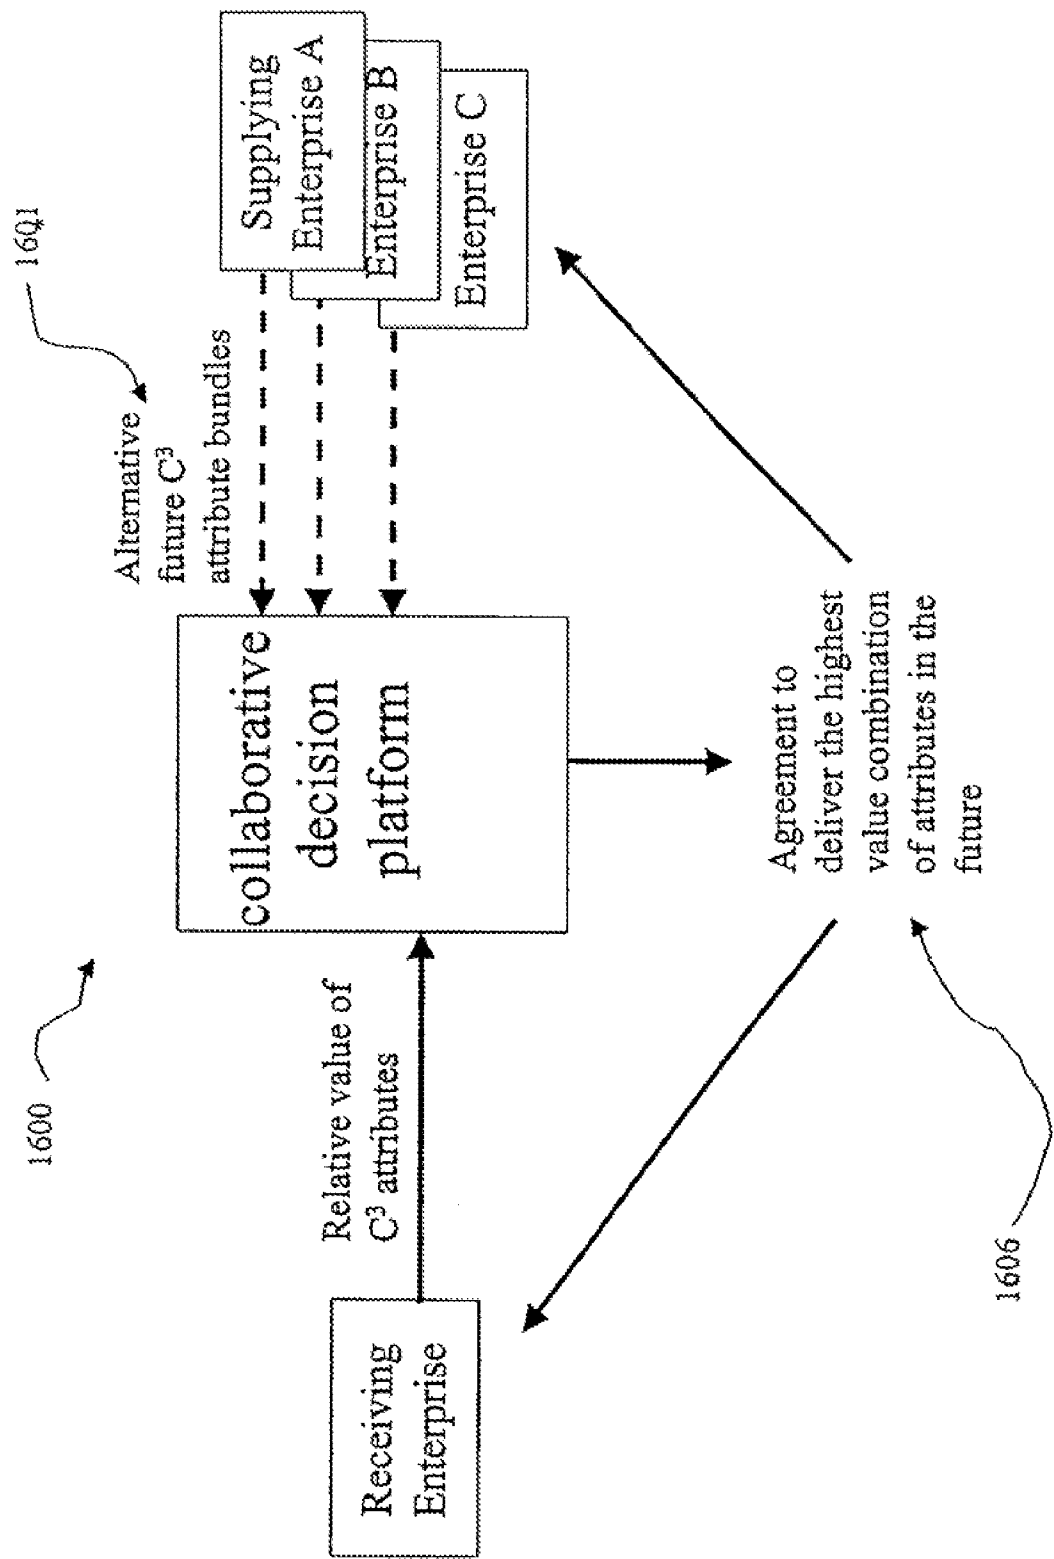 1600
1601
Alternative
future C³
attribute bundles
Supplying
Enterprise A
Enterprise B
Enterprise C
collaborative
decision
platform
Relative value of
C³ attributes
Receiving
Enterprise
Agreement to
deliver the highest
value combination
of attributes in the
future
1606